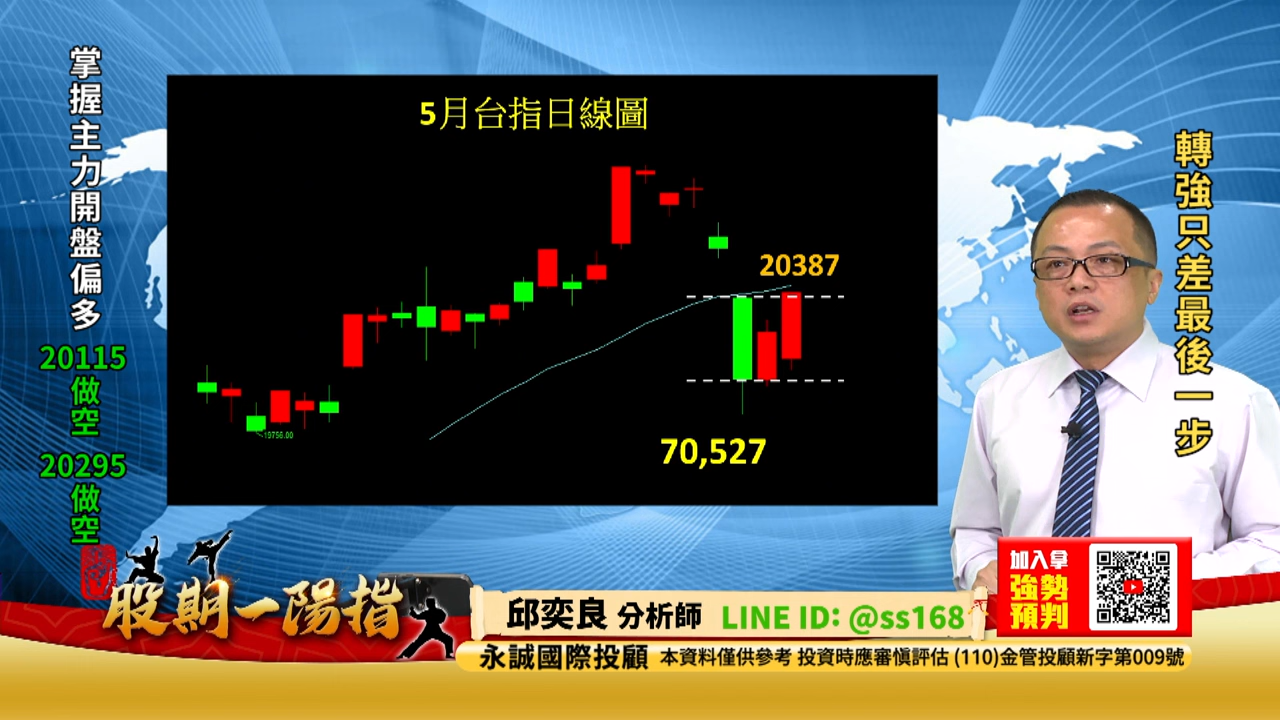 掌握主力開盤偏多
20115
做空
20295
做空
5月台指日線圖
20387
19756.00
70,527
轉強只差最後一步
加入拿
強勢
預判
股期一陽指
邱奕良 分析師 LINE ID: @ss168
永誠國際投顧 本資料僅供參考 投資時應審慎評估 (110)金管投顧新字第009號